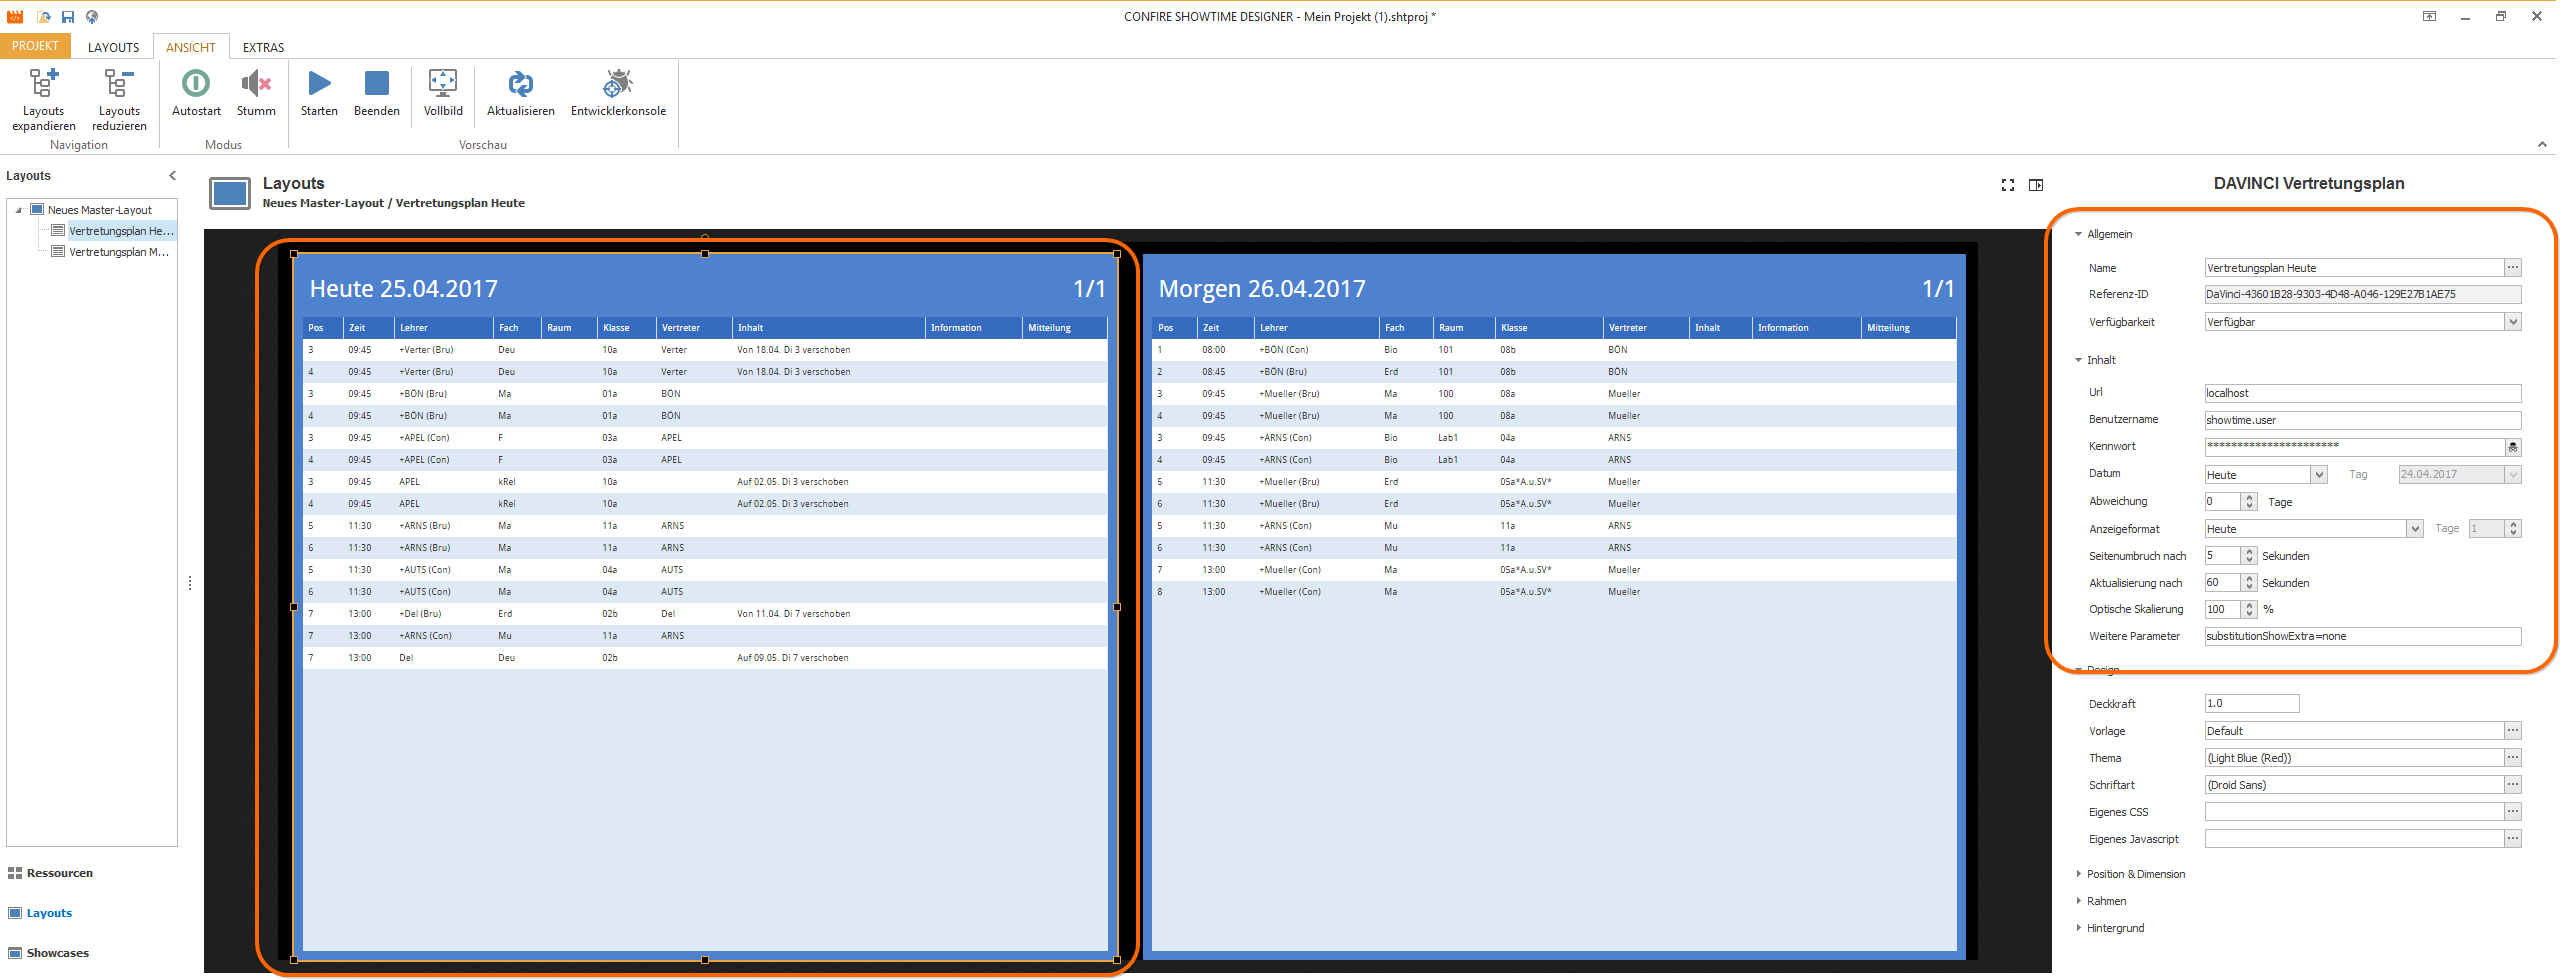 CONFIRE SHOWTIME DESIGNER - Mein Projekt (1).shtproj *
PROJEKT LAYOUTS ANSICHT EXTRAS
Layouts expandieren
Layouts reduzieren
Autostart
Stumm
Starten
Beenden
Vollbild
Aktualisieren
Entwicklerkonsole
Navigation
Modus
Vorschau
Layouts
Neues Master-Layout
Vertretungsplan He...
Vertretungsplan M...
Ressourcen
Layouts
Showcases
Layouts
Neues Master-Layout / Vertretungsplan Heute
Heute 25.04.2017 1/1
Pos Zeit Lehrer Fach Raum Klasse Vertreter Inhalt Information Mitteilung
3 09:45 +Verter (Bru) Deu 10a Verter Von 18.04. Di 3 verschoben
4 09:45 +Verter (Bru) Deu 10a Verter Von 18.04. Di 3 verschoben
3 09:45 +BÖN (Bru) Ma 01a BÖN
4 09:45 +BÖN (Bru) Ma 01a BÖN
3 09:45 +APEL (Con) F 03a APEL
4 09:45 +APEL (Con) F 03a APEL
3 09:45 APEL kRel 10a Auf 02.05. Di 3 verschoben
4 09:45 APEL kRel 10a Auf 02.05. Di 3 verschoben
5 11:30 +ARNS (Bru) Ma 11a ARNS
6 11:30 +ARNS (Bru) Ma 11a ARNS
5 11:30 +AUTS (Con) Ma 04a AUTS
6 11:30 +AUTS (Con) Ma 04a AUTS
7 13:00 +Del (Bru) Erd 02b Del Von 11.04. Di 7 verschoben
7 13:00 +ARNS (Con) Mu 11a ARNS
7 13:00 Del Deu 02b Auf 09.05. Di 7 verschoben
Morgen 26.04.2017 1/1
Pos Zeit Lehrer Fach Raum Klasse Vertreter Inhalt Information Mitteilung
1 08:00 +BÖN (Con) Bio 101 08b BÖN
2 08:45 +BÖN (Bru) Erd 101 08b BÖN
3 09:45 +Mueller (Bru) Ma 100 08a Mueller
4 09:45 +Mueller (Bru) Ma 100 08a Mueller
3 09:45 +ARNS (Con) Bio Lab1 04a ARNS
4 09:45 +ARNS (Con) Bio Lab1 04a ARNS
5 11:30 +Mueller (Bru) Erd 05a*A.u.SV* Mueller
6 11:30 +Mueller (Bru) Erd 05a*A.u.SV* Mueller
5 11:30 +ARNS (Con) Mu 11a ARNS
6 11:30 +ARNS (Con) Mu 11a ARNS
7 13:00 +Mueller (Con) Ma 05a*A.u.SV* Mueller
8 13:00 +Mueller (Con) Ma 05a*A.u.SV* Mueller
DAVINCI Vertretungsplan
Allgemein
Name Vertretungsplan Heute ...
Referenz-ID DaVinci-43601B28-9303-4D48-A046-129E27B1AE75
Verfügbarkeit Verfügbar
Inhalt
Url localhost
Benutzername showtime.user
Kennwort **********************
Datum Heute Tag 24.04.2017
Abweichung 0 Tage
Anzeigeformat Heute Tage 1
Seitenumbruch nach 5 Sekunden
Aktualisierung nach 60 Sekunden
Optische Skalierung 100 %
Weitere Parameter substitutionShowExtra=none
Design
Deckkraft 1.0
Vorlage Default ...
Thema (Light Blue (Red)) ...
Schriftart (Droid Sans) ...
Eigenes CSS ...
Eigenes Javascript ...
Position & Dimension
Rahmen
Hintergrund